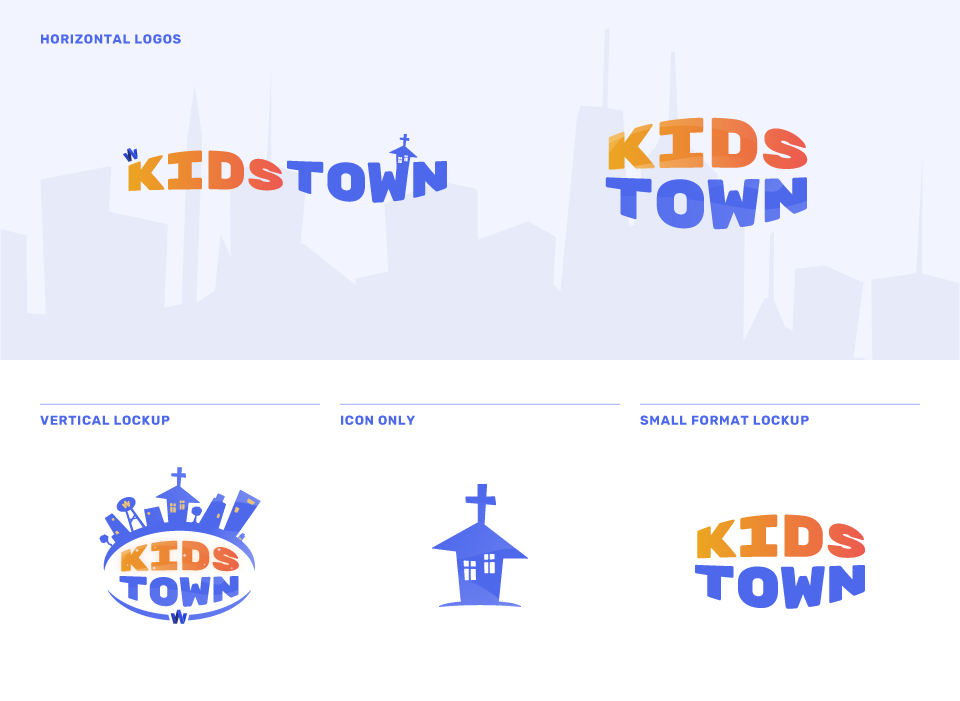 HORIZONTAL LOGOS
W
KIDS TOWN
KIDS
TOWN
VERTICAL LOCKUP
ICON ONLY
SMALL FORMAT LOCKUP
W
KIDS
TOWN
W
KIDS
TOWN